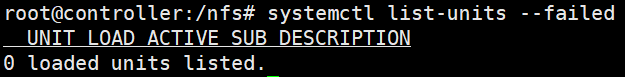 root@controller:/nfs# systemctl list-units --failed
  UNIT LOAD ACTIVE SUB DESCRIPTION
0 loaded units listed.